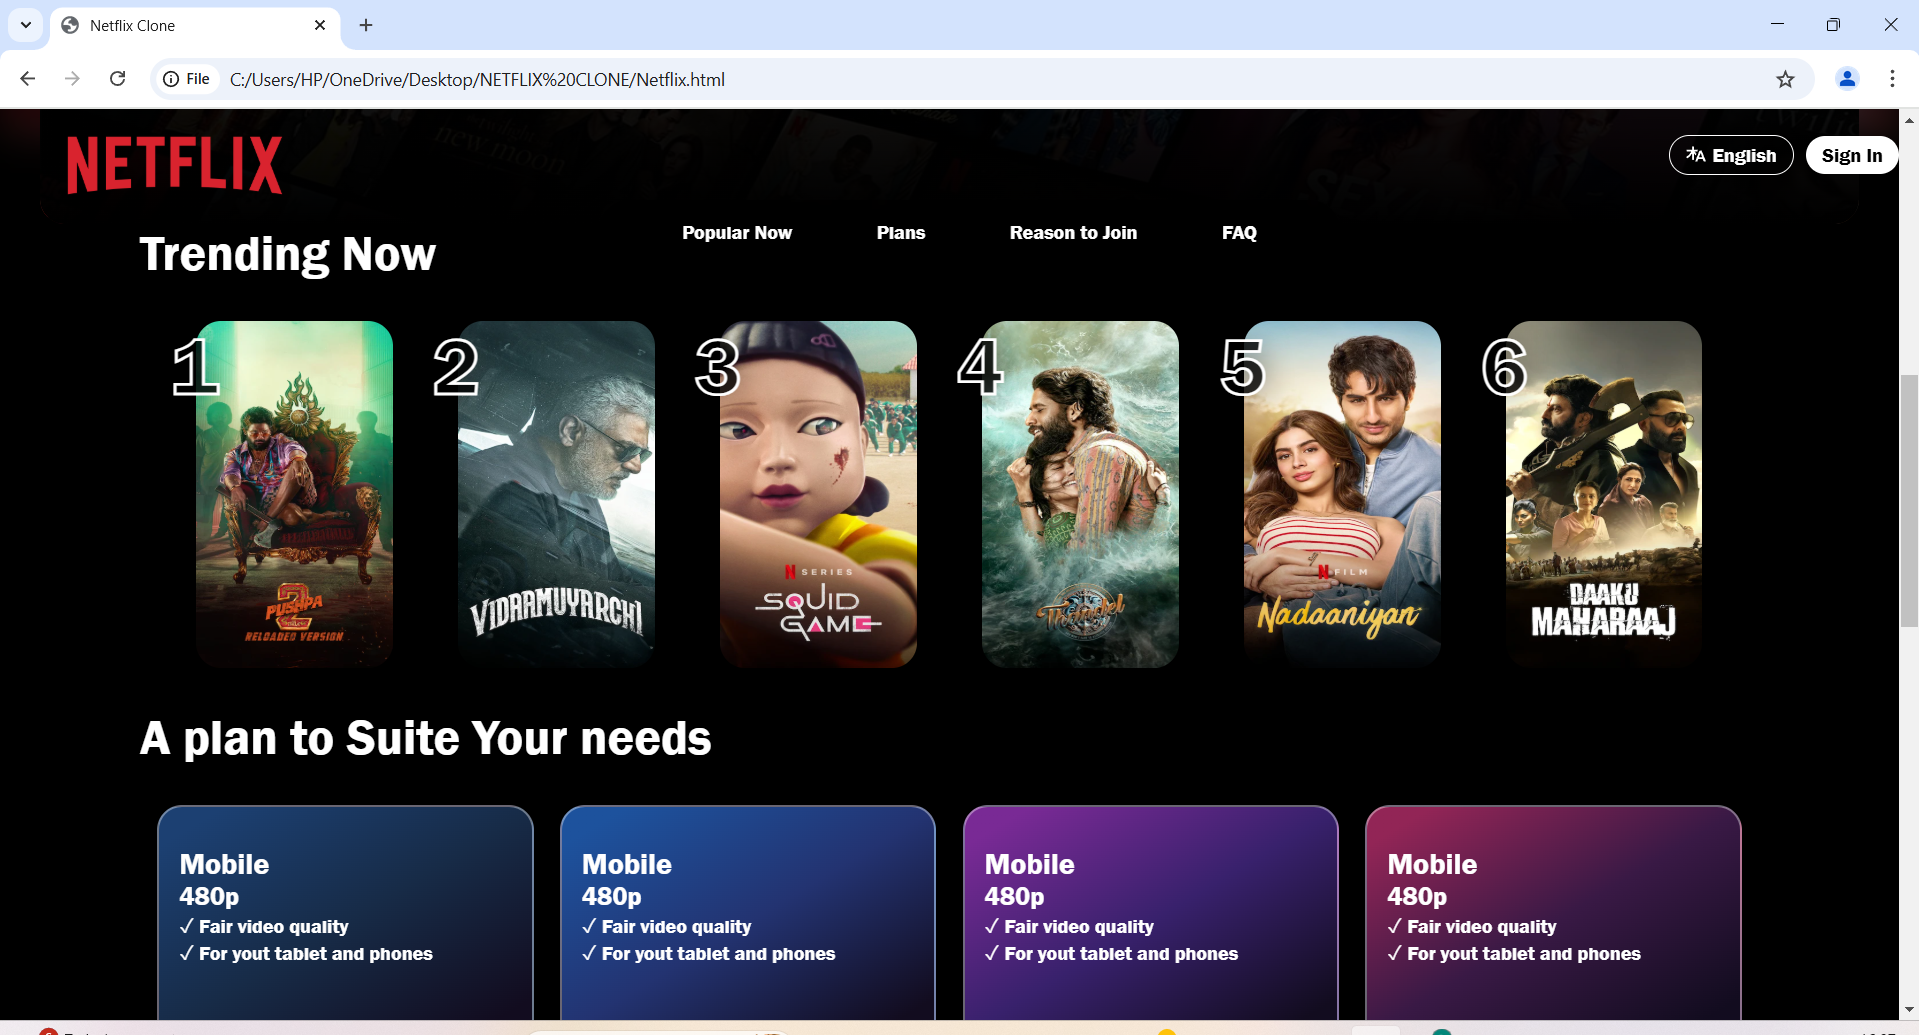 Netflix Clone
File
C:/Users/HP/OneDrive/Desktop/NETFLIX%20CLONE/Netflix.html
new moon
NETFLIX
English
Sign In
Popular Now
Plans
Reason to Join
FAQ
Trending Now
1
2
3
4
5
6
PUSHPA
2
RELOADED VERSION
VIDAAMUYARCHI
N SERIES
SQUID
GAME
Thandel
N FILM
Nadaaniyan
DAAKU
MAHARAAJ
A plan to Suite Your needs
Mobile
480p
✓ Fair video quality
✓ For yout tablet and phones
Mobile
480p
✓ Fair video quality
✓ For yout tablet and phones
Mobile
480p
✓ Fair video quality
✓ For yout tablet and phones
Mobile
480p
✓ Fair video quality
✓ For yout tablet and phones